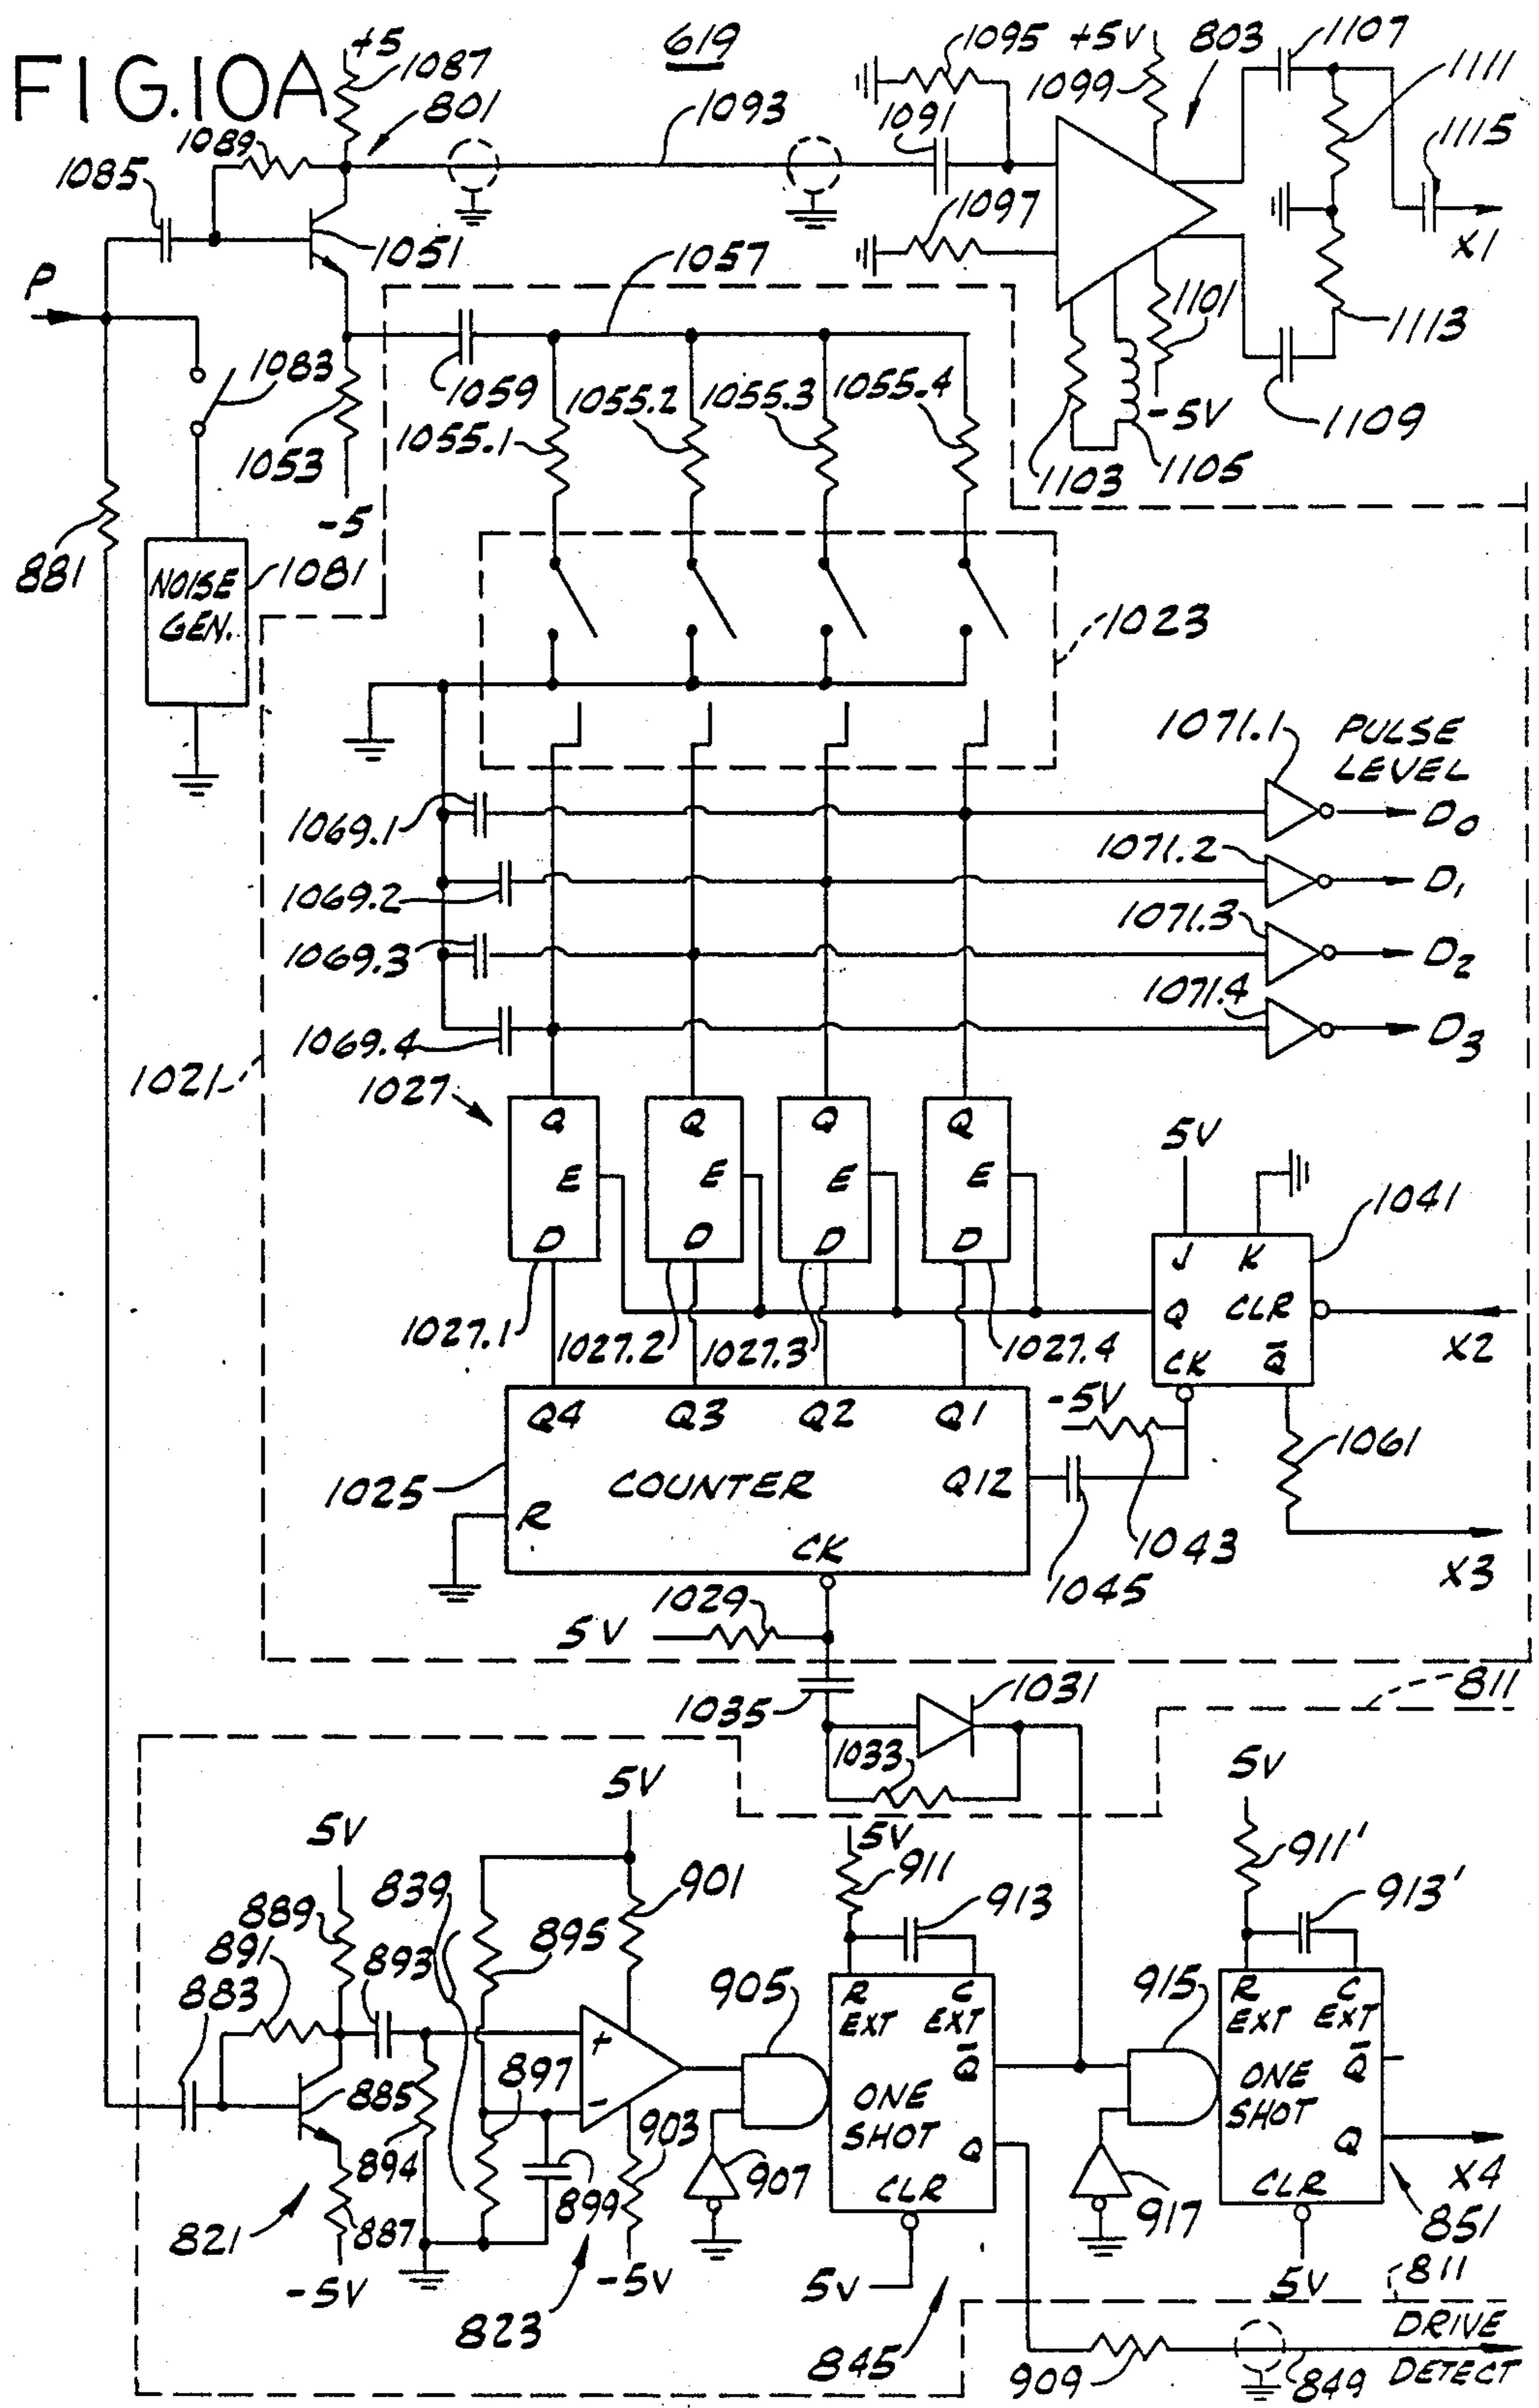 FIG.10A
619
+5
1087
801
1089
1085
1093
1095
+5V
1099
803
1107
1111
1091
1115
1097
X1
1051
P
1057
1101
1113
1083
1059
1055.2
1055.3
1055.4
-5V
1109
1053
1055.1
1103
1105
-5
881
NOISE
GEN.
1081
1023
1071.1
PULSE
LEVEL
D0
1069.1
1071.2
D1
1069.2
1071.3
D2
1069.3
1071.4
D3
1069.4
1021
1027
Q
Q
Q
Q
5V
E
E
E
E
1041
D
D
D
D
J
K
Q
CLR
1027.1
1027.2
1027.3
1027.4
CK
Q̅
X2
-5V
Q4
Q3
Q2
Q1
1061
1025
COUNTER
Q12
R
CK
1043
1045
X3
1029
5V
811
1035
1031
1033
5V
5V
5V
5V
911
911'
839
901
913
913'
889
891
893
895
883
905
915
R
EXT
C
EXT
R
EXT
C
EXT
+
-
Q̅
Q̅
885
897
ONE
SHOT
ONE
SHOT
903
Q
Q
894
899
907
CLR
917
CLR
X4
821
887
851
-5V
823
-5V
5V
5V
811
845
909
849
DRIVE
DETECT